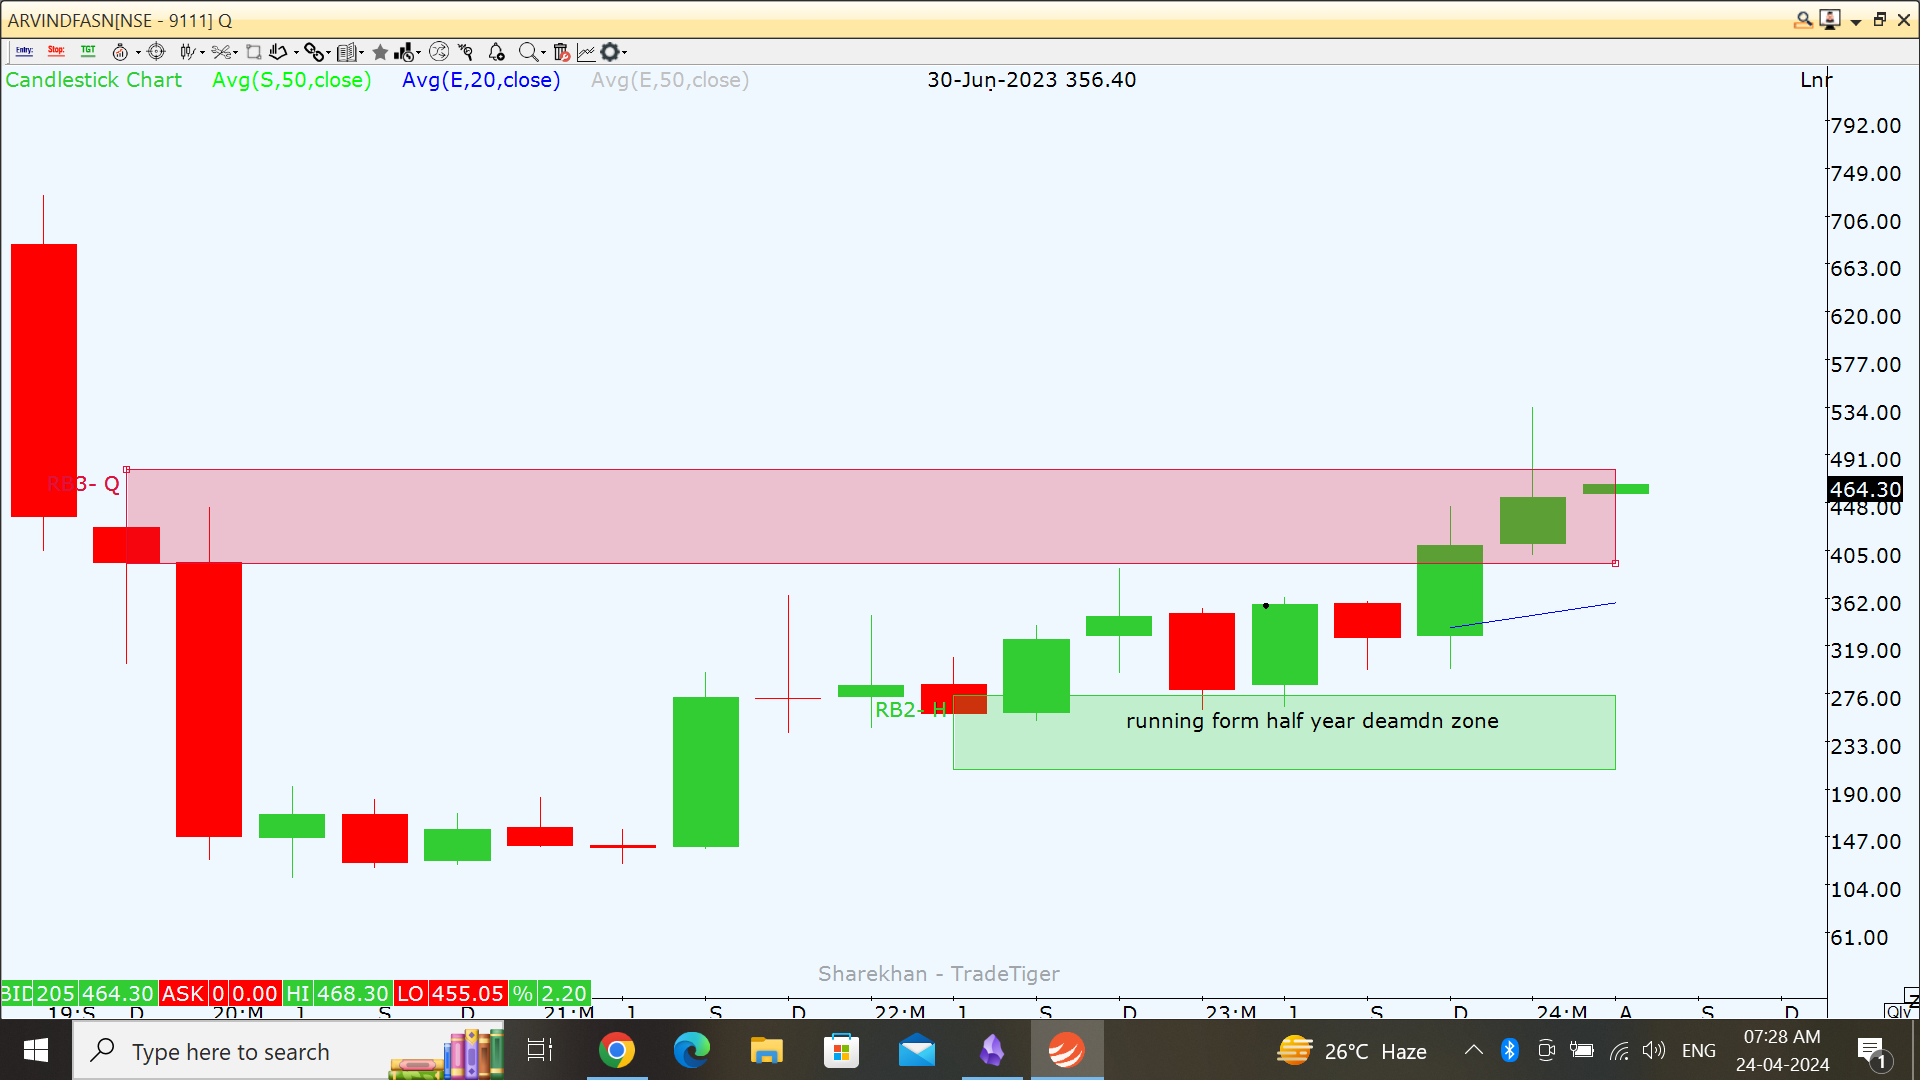 ARVINDFASN[NSE - 9111] Q
Entry: Stop: TGT
Candlestick Chart Avg(S,50,close) Avg(E,20,close) Avg(E,50,close) 30-Jun-2023 356.40 Lnr
792.00
749.00
706.00
663.00
620.00
577.00
534.00
491.00
RB3- Q
464.30
448.00
405.00
362.00
319.00
276.00
RB2- H
running form half year deamdn zone
233.00
190.00
147.00
104.00
61.00
Sharekhan - TradeTiger
BID 205 464.30 ASK 0 0.00 HI 468.30 LO 455.05 % 2.20
19:S D 20:M J S D 21:M J S D 22:M J S D 23:M J S D 24:M A S D Qly
Z
Type here to search
26°C Haze
ENG
07:28 AM
24-04-2024
1